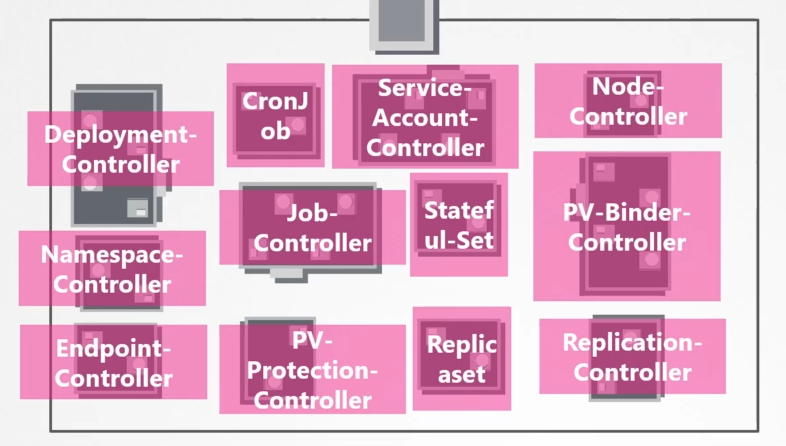 Deployment-
Controller
CronJ
ob
Service-
Account-
Controller
Node-
Controller
Job-
Controller
Statef
ul-Set
PV-Binder-
Controller
Namespace-
Controller
Endpoint-
Controller
PV-
Protection-
Controller
Replic
aset
Replication-
Controller